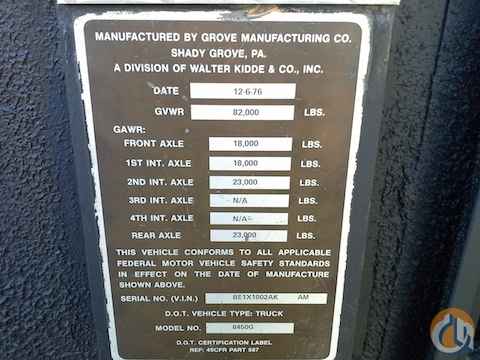 MANUFACTURED BY GROVE MANUFACTURING CO.
SHADY GROVE, PA.
A DIVISION OF WALTER KIDDE & CO., INC.
DATE 12-6-76
GVWR 82,000 LBS.
GAWR:
FRONT AXLE 18,000 LBS.
1ST INT. AXLE 18,000 LBS.
2ND INT. AXLE 23,000 LBS.
3RD INT. AXLE N/A LBS.
4TH INT. AXLE N/A LBS.
REAR AXLE 23,000 LBS.
THIS VEHICLE CONFORMS TO ALL APPLICABLE
FEDERAL MOTOR VEHICLE SAFETY STANDARDS
IN EFFECT ON THE DATE OF MANUFACTURE
SHOWN ABOVE.
SERIAL NO. (V.I.N.) BE1X1002AK AM
D.O.T. VEHICLE TYPE: TRUCK
MODEL NO.
D.O.T. CERTIFICATION LABEL
REF: 49CFR PART 567